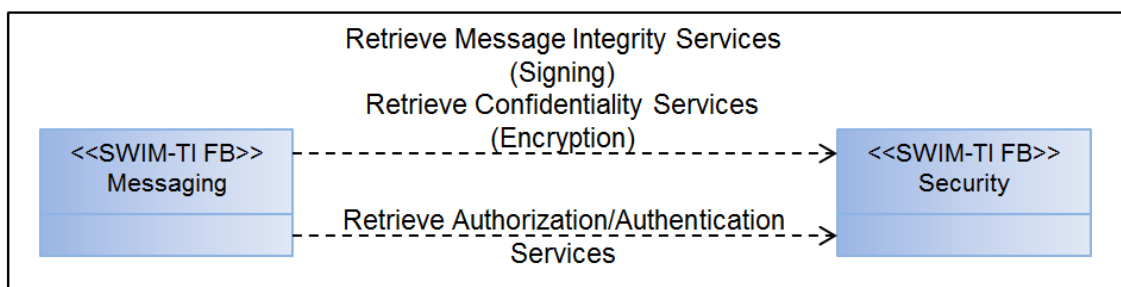 Retrieve Message Integrity Services
(Signing)
Retrieve Confidentiality Services
(Encryption)
<<SWIM-TI FB>>
Messaging
<<SWIM-TI FB>>
Security
Retrieve Authorization/Authentication
Services